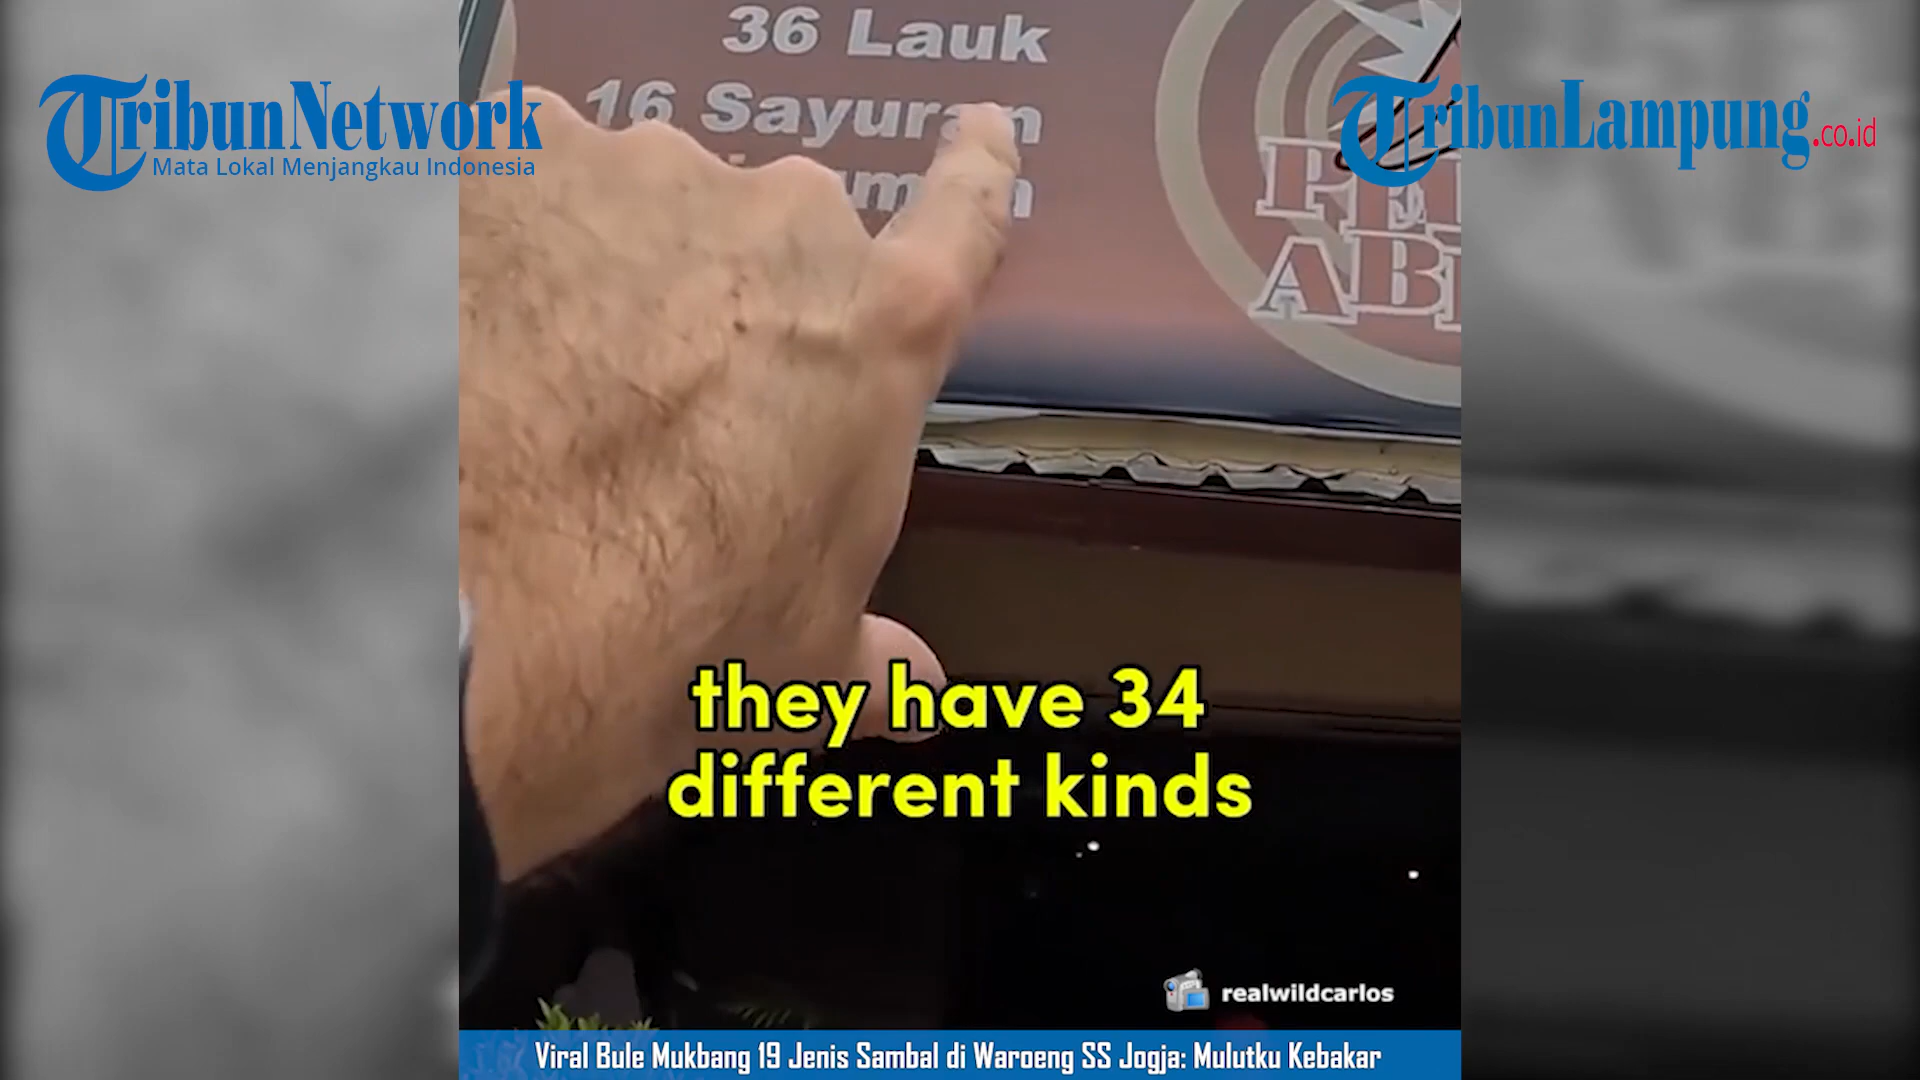 36 Lauk
16 Sayuran
TribunNetwork
Mata Lokal Menjangkau Indonesia
TribunLampung.co.id
they have 34
different kinds
realwildcarlos
Viral Bule Mukbang 19 Jenis Sambal di Waroeng SS Jogja: Mulutku Kebakar